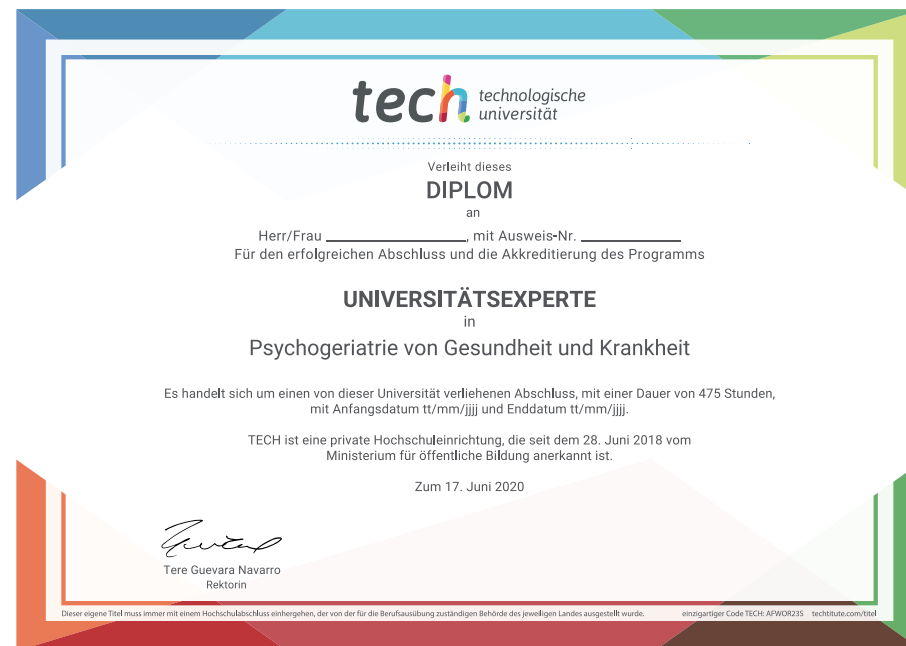 tech technologische
universität
Verleiht dieses
DIPLOM
an
Herr/Frau ____________________, mit Ausweis-Nr. ______________
Für den erfolgreichen Abschluss und die Akkreditierung des Programms
UNIVERSITÄTSEXPERTE
in
Psychogeriatrie von Gesundheit und Krankheit
Es handelt sich um einen von dieser Universität verliehenen Abschluss, mit einer Dauer von 475 Stunden,
mit Anfangsdatum tt/mm/jjjj und Enddatum tt/mm/jjjj.
TECH ist eine private Hochschuleinrichtung, die seit dem 28. Juni 2018 vom
Ministerium für öffentliche Bildung anerkannt ist.
Zum 17. Juni 2020
Tere Guevara Navarro
Rektorin
Dieser eigene Titel muss immer mit einem Hochschulabschluss einhergehen, der von der für die Berufsausübung zuständigen Behörde des jeweiligen Landes ausgestellt wurde. einzigartiger Code TECH: AFWOR23S techtitute.com/titel